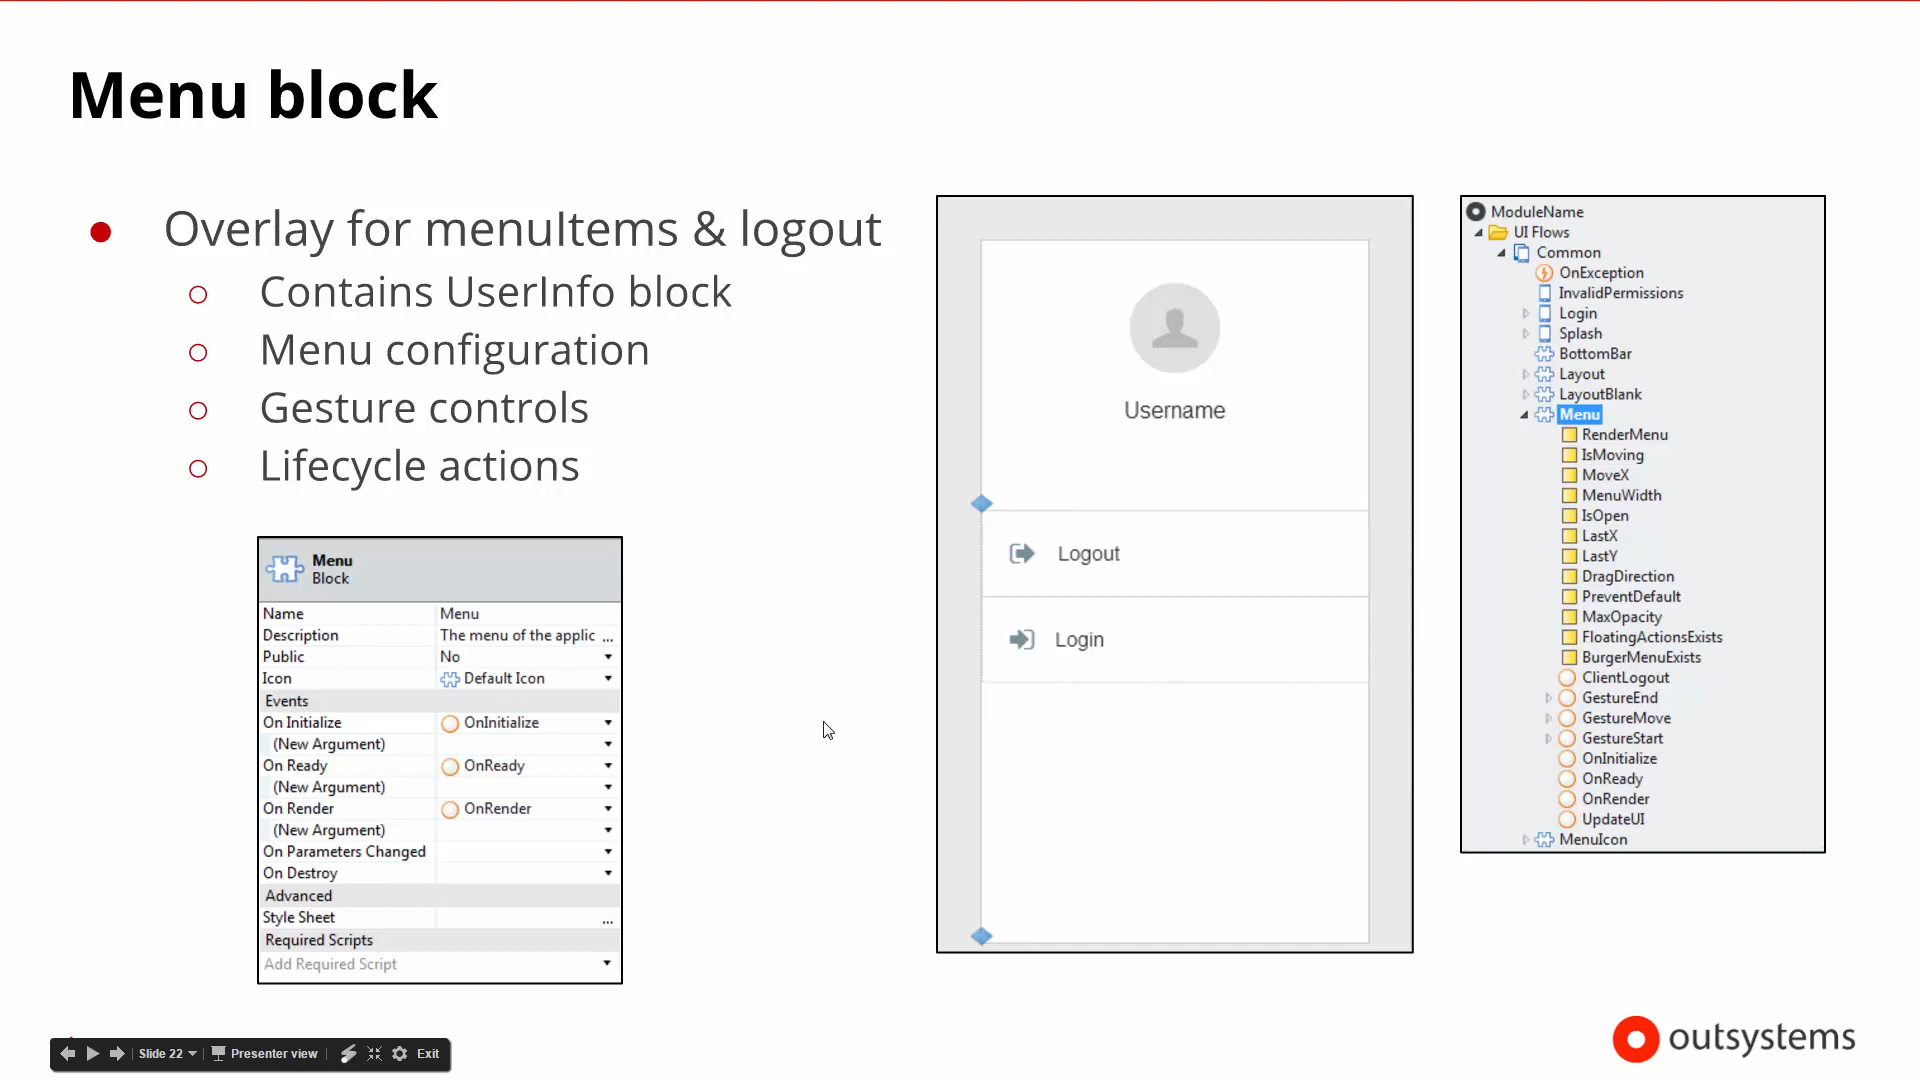 Menu block
Overlay for menuItems & logout
Contains UserInfo block
Menu configuration
Gesture controls
Lifecycle actions
Menu
Block
Name Menu
Description The menu of the applic ...
Public No
Icon Default Icon
Events
On Initialize OnInitialize
(New Argument)
On Ready OnReady
(New Argument)
On Render OnRender
(New Argument)
On Parameters Changed
On Destroy
Advanced
Style Sheet ...
Required Scripts
Add Required Script
Username
Logout
Login
ModuleName
UI Flows
Common
OnException
InvalidPermissions
Login
Splash
BottomBar
Layout
LayoutBlank
Menu
RenderMenu
IsMoving
MoveX
MenuWidth
IsOpen
LastX
LastY
DragDirection
PreventDefault
MaxOpacity
FloatingActionsExists
BurgerMenuExists
ClientLogout
GestureEnd
GestureMove
GestureStart
OnInitialize
OnReady
OnRender
UpdateUI
MenuIcon
Slide 22 Presenter view Exit
outsystems